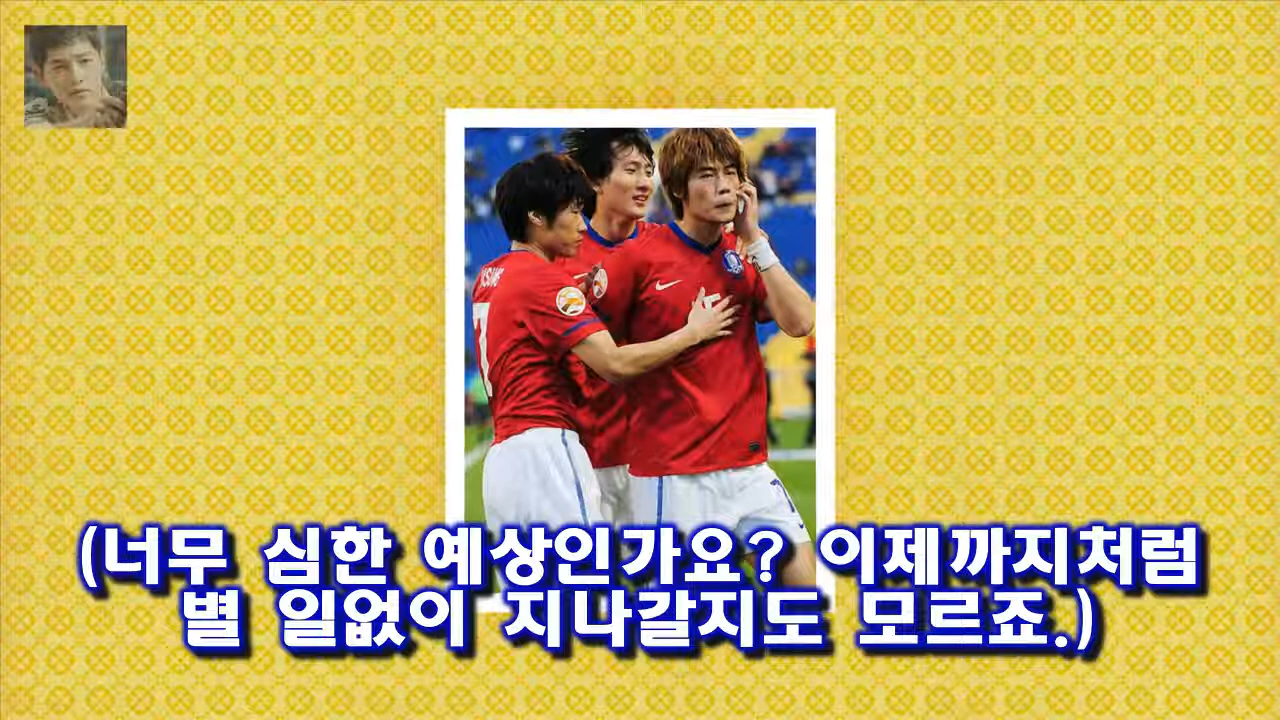 (너무 심한 예상인가요? 이제까지처럼
별 일없이 지나갈지도 모르죠.)
7